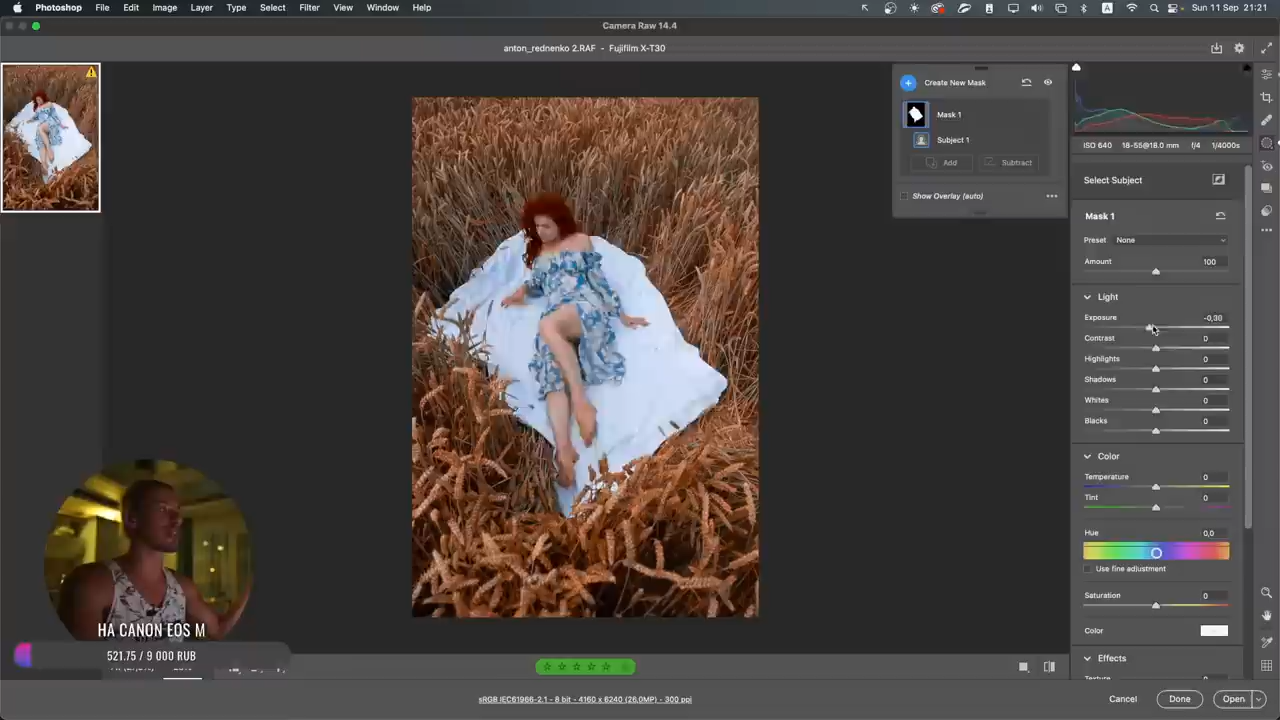 Photoshop File Edit Image Layer Type Select Filter View Window Help
A
Sun 11 Sep 21:21
Camera Raw 14.4
anton_rednenko 2.RAF - Fujifilm X-T30
Create New Mask
Mask 1
Subject 1
Add Subtract
Show Overlay (auto)
ISO 640 18-55@18.0 mm f/4 1/4000s
Select Subject
Mask 1
Preset None
Amount 100
Light
Exposure -0,30
Contrast 0
Highlights 0
Shadows 0
Whites 0
Blacks 0
Color
Temperature 0
Tint 0
Hue 0,0
Use fine adjustment
Saturation 0
Color
Effects
НА CANON EOS M
521.75 / 9 000 RUB
sRGB IEC61966-2.1 - 8 bit - 4160 x 6240 (26.0MP) - 300 ppi
Cancel Done Open